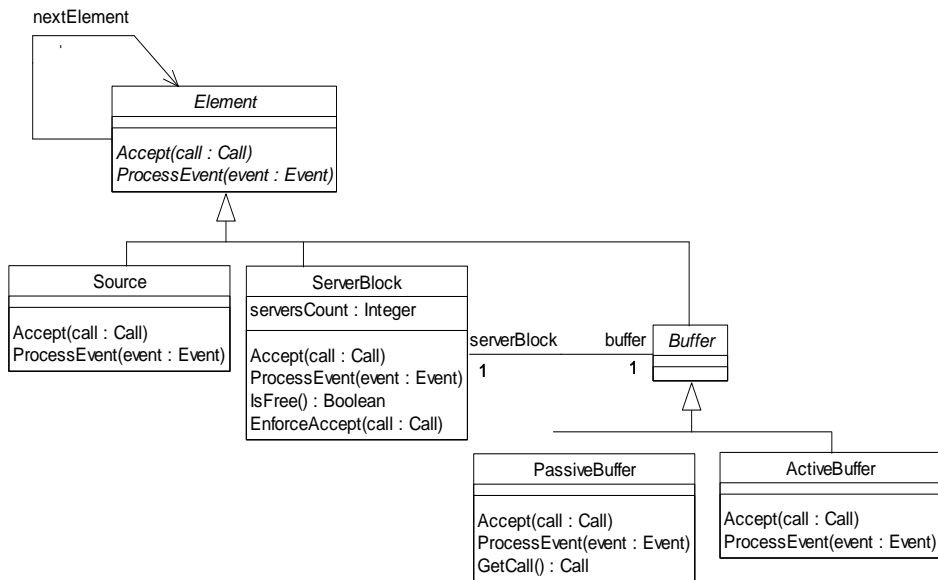 nextElement
Element
Accept(call : Call)
ProcessEvent(event : Event)
Source
Accept(call : Call)
ProcessEvent(event : Event)
ServerBlock
serversCount : Integer
Accept(call : Call)
ProcessEvent(event : Event)
IsFree() : Boolean
EnforceAccept(call : Call)
serverBlock
1
buffer
1
Buffer
PassiveBuffer
Accept(call : Call)
ProcessEvent(event : Event)
GetCall() : Call
ActiveBuffer
Accept(call : Call)
ProcessEvent(event : Event)